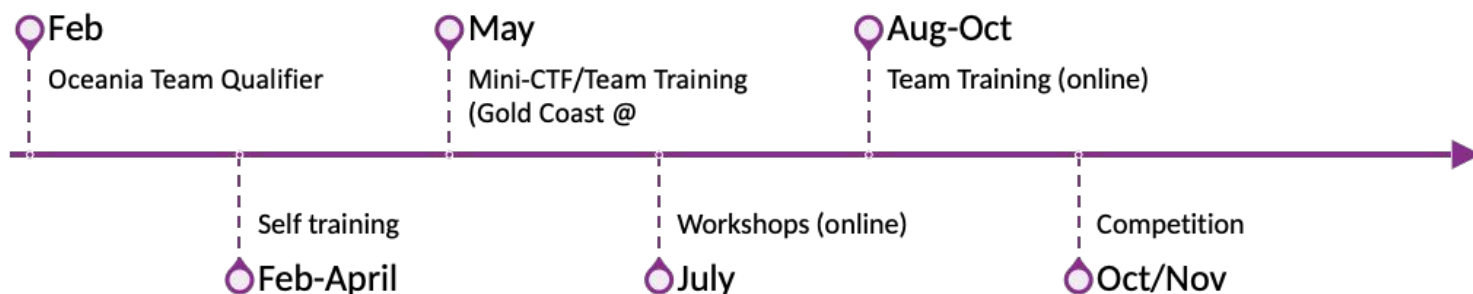 Feb
Oceania Team Qualifier
May
Mini-CTF/Team Training
(Gold Coast @
Aug-Oct
Team Training (online)
Self training
Feb-April
Workshops (online)
July
Competition
Oct/Nov